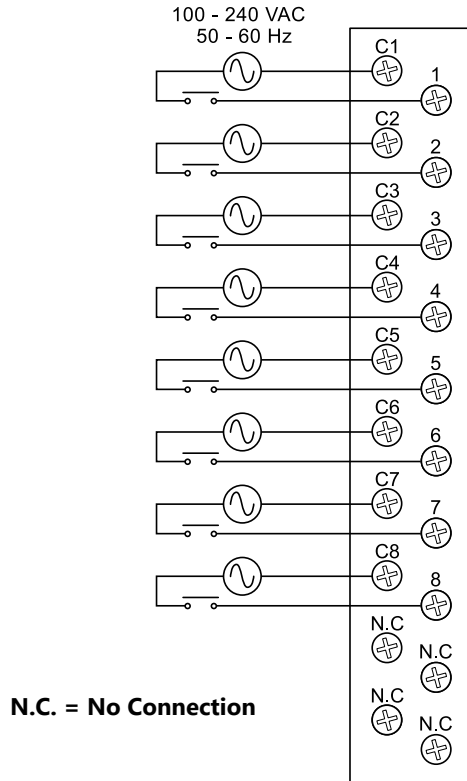 100 - 240 VAC
50 - 60 Hz
C1
1
C2
2
C3
3
C4
4
C5
5
C6
6
C7
7
C8
8
N.C
N.C
N.C
N.C
N.C. = No Connection